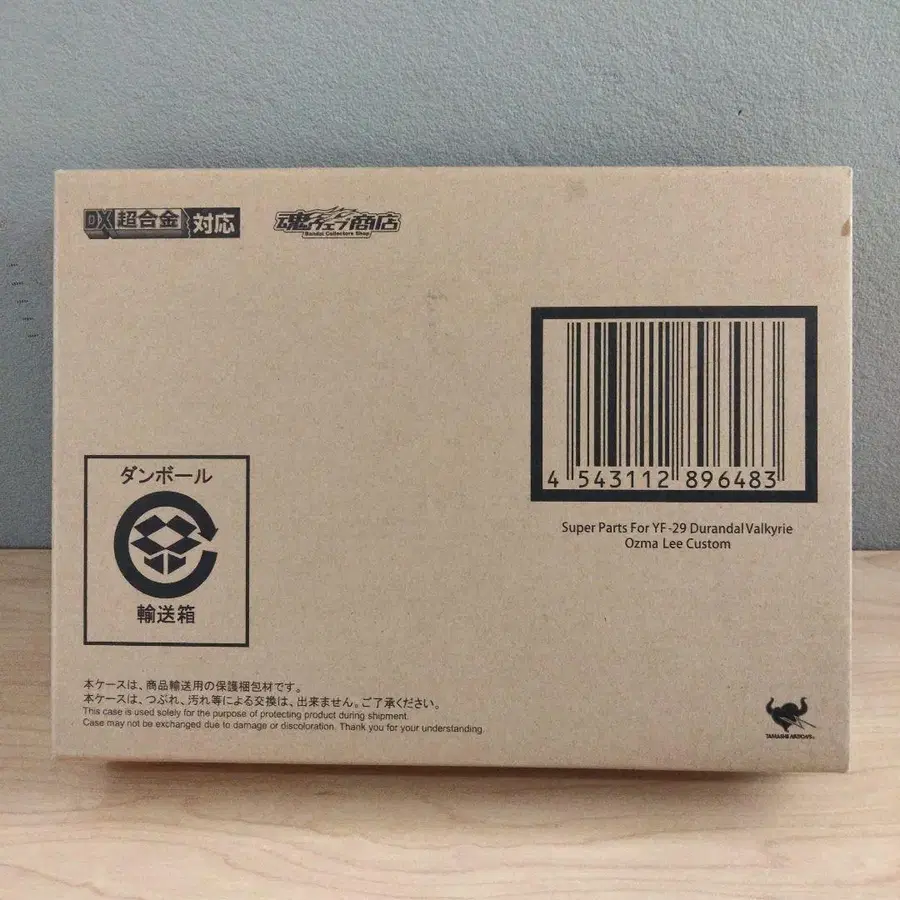 DX 超合金 対応
魂ウェブ商店
Bandai Collectors Shop
4 543112 896483
Super Parts For YF-29 Durandal Valkyrie
Ozma Lee Custom
ダンボール
輸送箱
本ケースは、商品輸送用の保護梱包材です。
本ケースは、つぶれ、汚れ等による交換は、出来ません。ご了承ください。
This case is used solely for the purpose of protecting product during shipment.
Case may not be exchanged due to damage or discoloration. Thank you for your understanding.